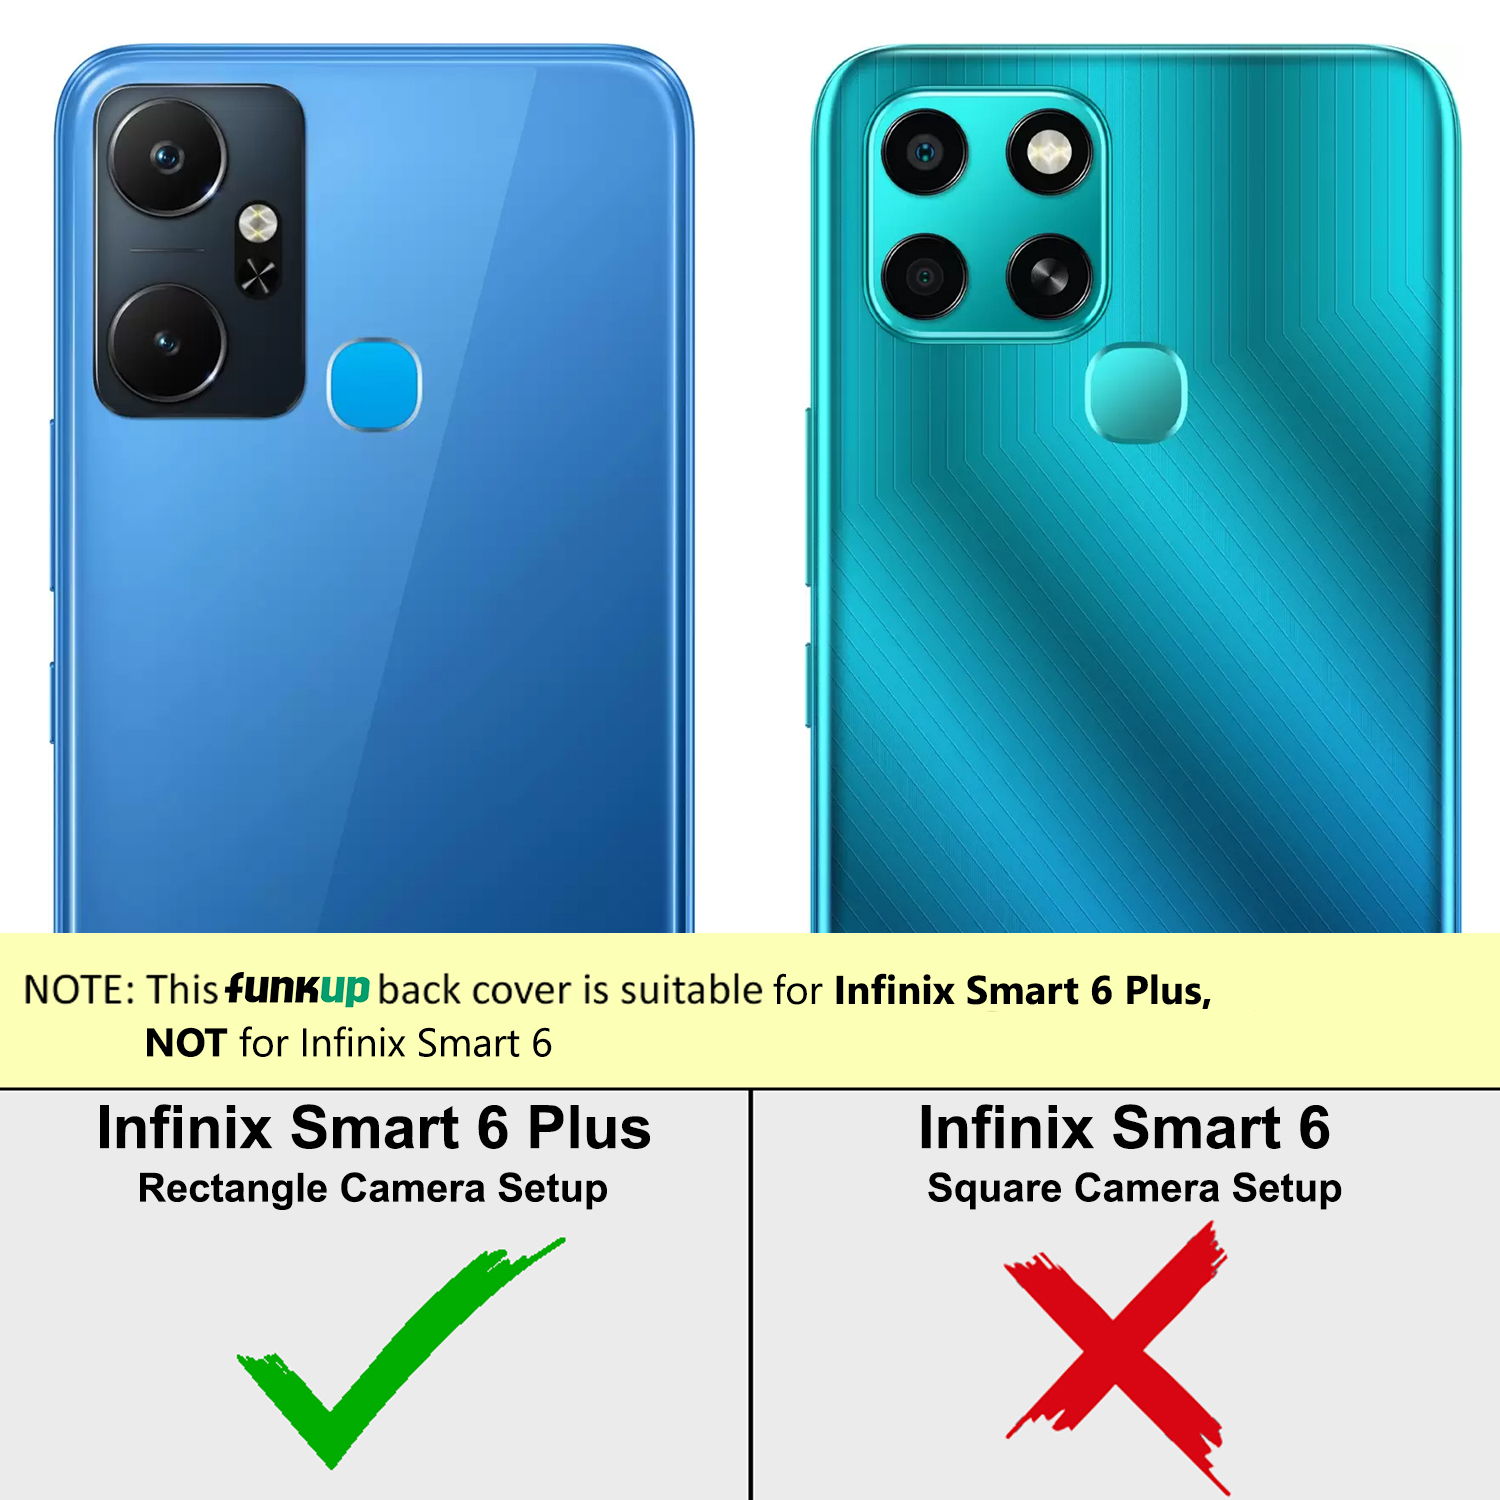 NOTE: This funkup back cover is suitable for Infinix Smart 6 Plus,
NOT for Infinix Smart 6
Infinix Smart 6 Plus
Rectangle Camera Setup
Infinix Smart 6
Square Camera Setup